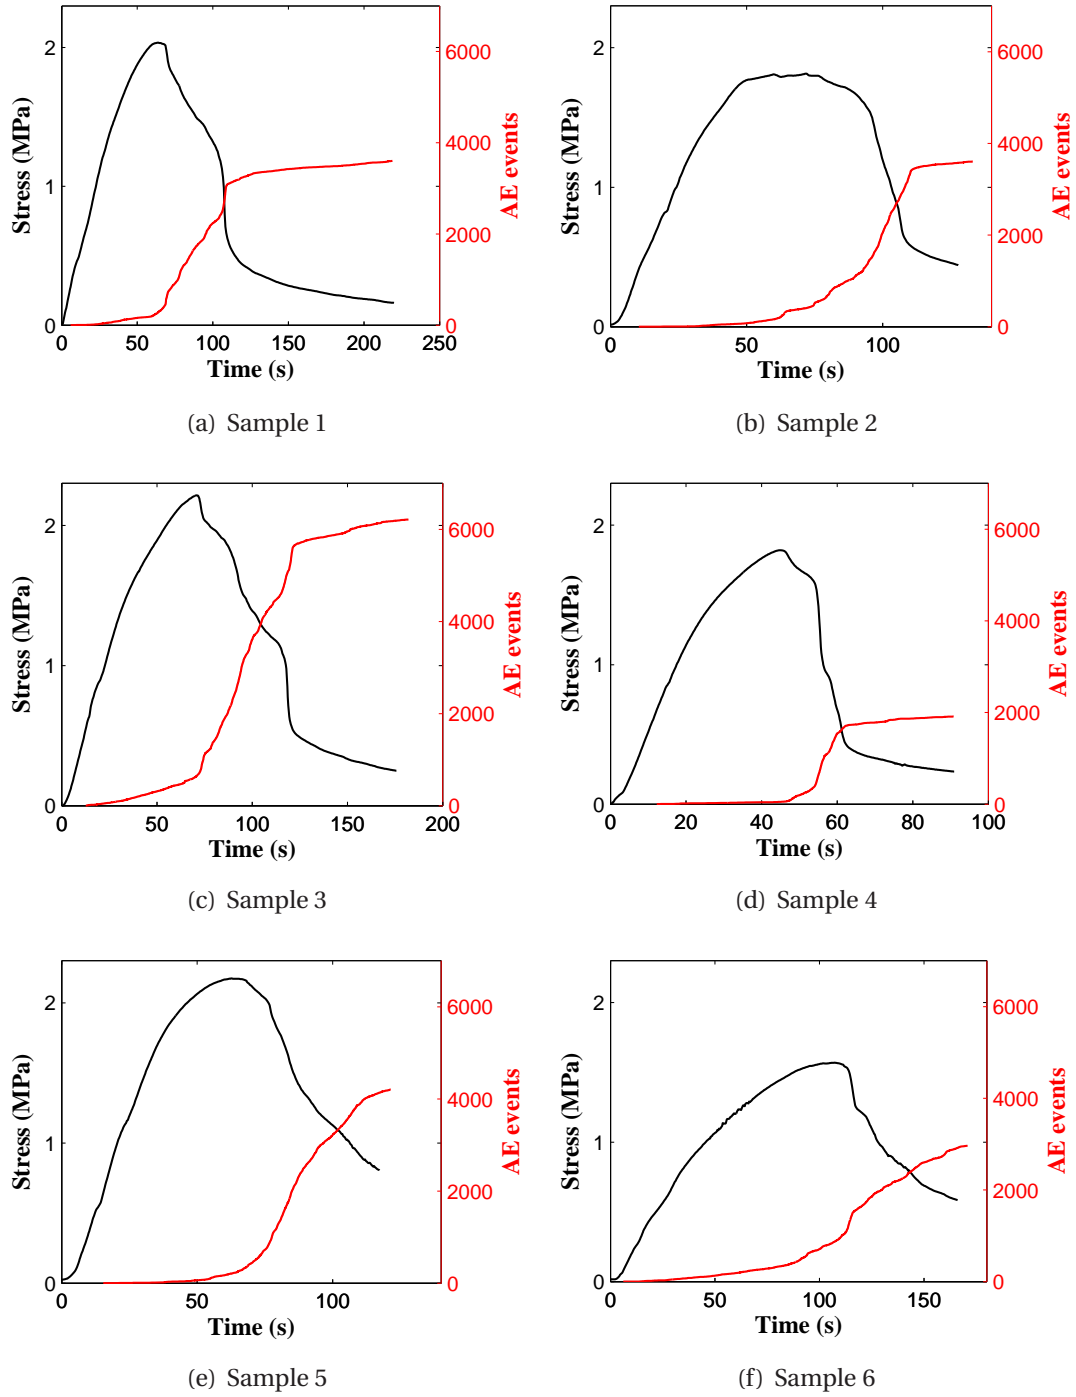 2
1
0
Stress (MPa)
6000
4000
2000
0
AE events
0 50 100 150 200 250
Time (s)
(a) Sample 1
2
1
0
Stress (MPa)
6000
4000
2000
0
AE events
0 50 100
Time (s)
(b) Sample 2
2
1
0
Stress (MPa)
6000
4000
2000
0
AE events
0 50 100 150 200
Time (s)
(c) Sample 3
2
1
0
Stress (MPa)
6000
4000
2000
0
AE events
0 20 40 60 80 100
Time (s)
(d) Sample 4
2
1
0
Stress (MPa)
6000
4000
2000
0
AE events
0 50 100
Time (s)
(e) Sample 5
2
1
0
Stress (MPa)
6000
4000
2000
0
AE events
0 50 100 150
Time (s)
(f) Sample 6